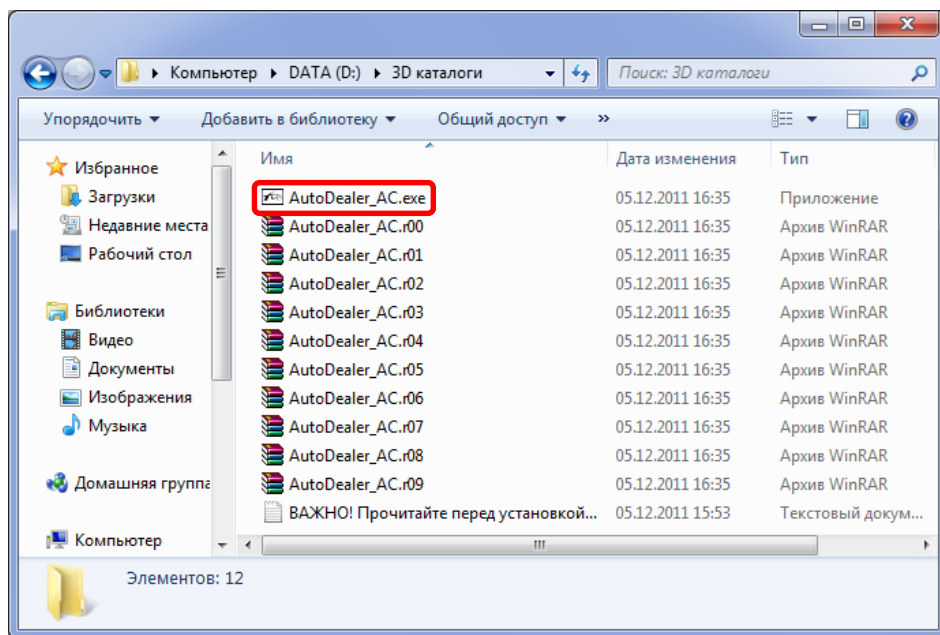 Компьютер DATA (D:) 3D каталоги Поиск: 3D каталоги
Упорядочить Добавить в библиотеку Общий доступ »
Избранное
Загрузки
Недавние места
Рабочий стол
Библиотеки
Видео
Документы
Изображения
Музыка
Домашняя группа
Компьютер
Имя Дата изменения Тип
AutoDealer_AC.exe 05.12.2011 16:35 Приложение
AutoDealer_AC.r00 05.12.2011 16:35 Архив WinRAR
AutoDealer_AC.r01 05.12.2011 16:35 Архив WinRAR
AutoDealer_AC.r02 05.12.2011 16:35 Архив WinRAR
AutoDealer_AC.r03 05.12.2011 16:35 Архив WinRAR
AutoDealer_AC.r04 05.12.2011 16:35 Архив WinRAR
AutoDealer_AC.r05 05.12.2011 16:35 Архив WinRAR
AutoDealer_AC.r06 05.12.2011 16:35 Архив WinRAR
AutoDealer_AC.r07 05.12.2011 16:35 Архив WinRAR
AutoDealer_AC.r08 05.12.2011 16:35 Архив WinRAR
AutoDealer_AC.r09 05.12.2011 16:35 Архив WinRAR
ВАЖНО! Прочитайте перед установкой... 05.12.2011 15:53 Текстовый докум...
Элементов: 12